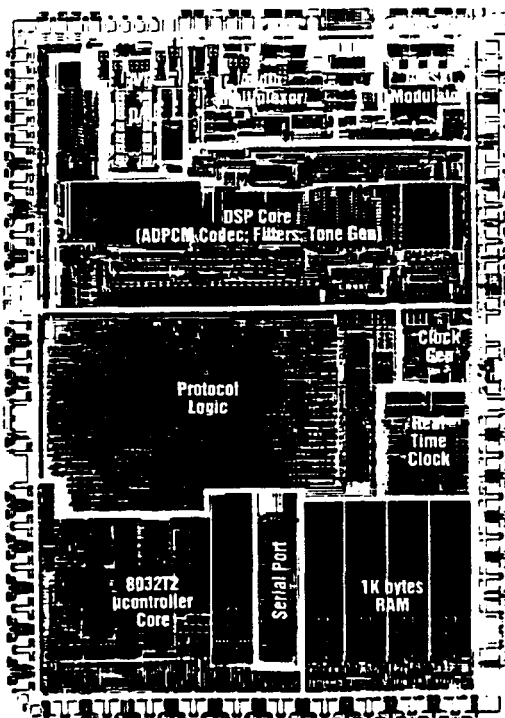 Audio
Multiplexor
Modulator
DSP Core
(ADPCM Codec; Filters; Tone Gen)
Clock
Gen
Protocol
Logic
Real
Time
Clock
8032T2
µcontroller
Core
Serial Port
1K bytes
RAM